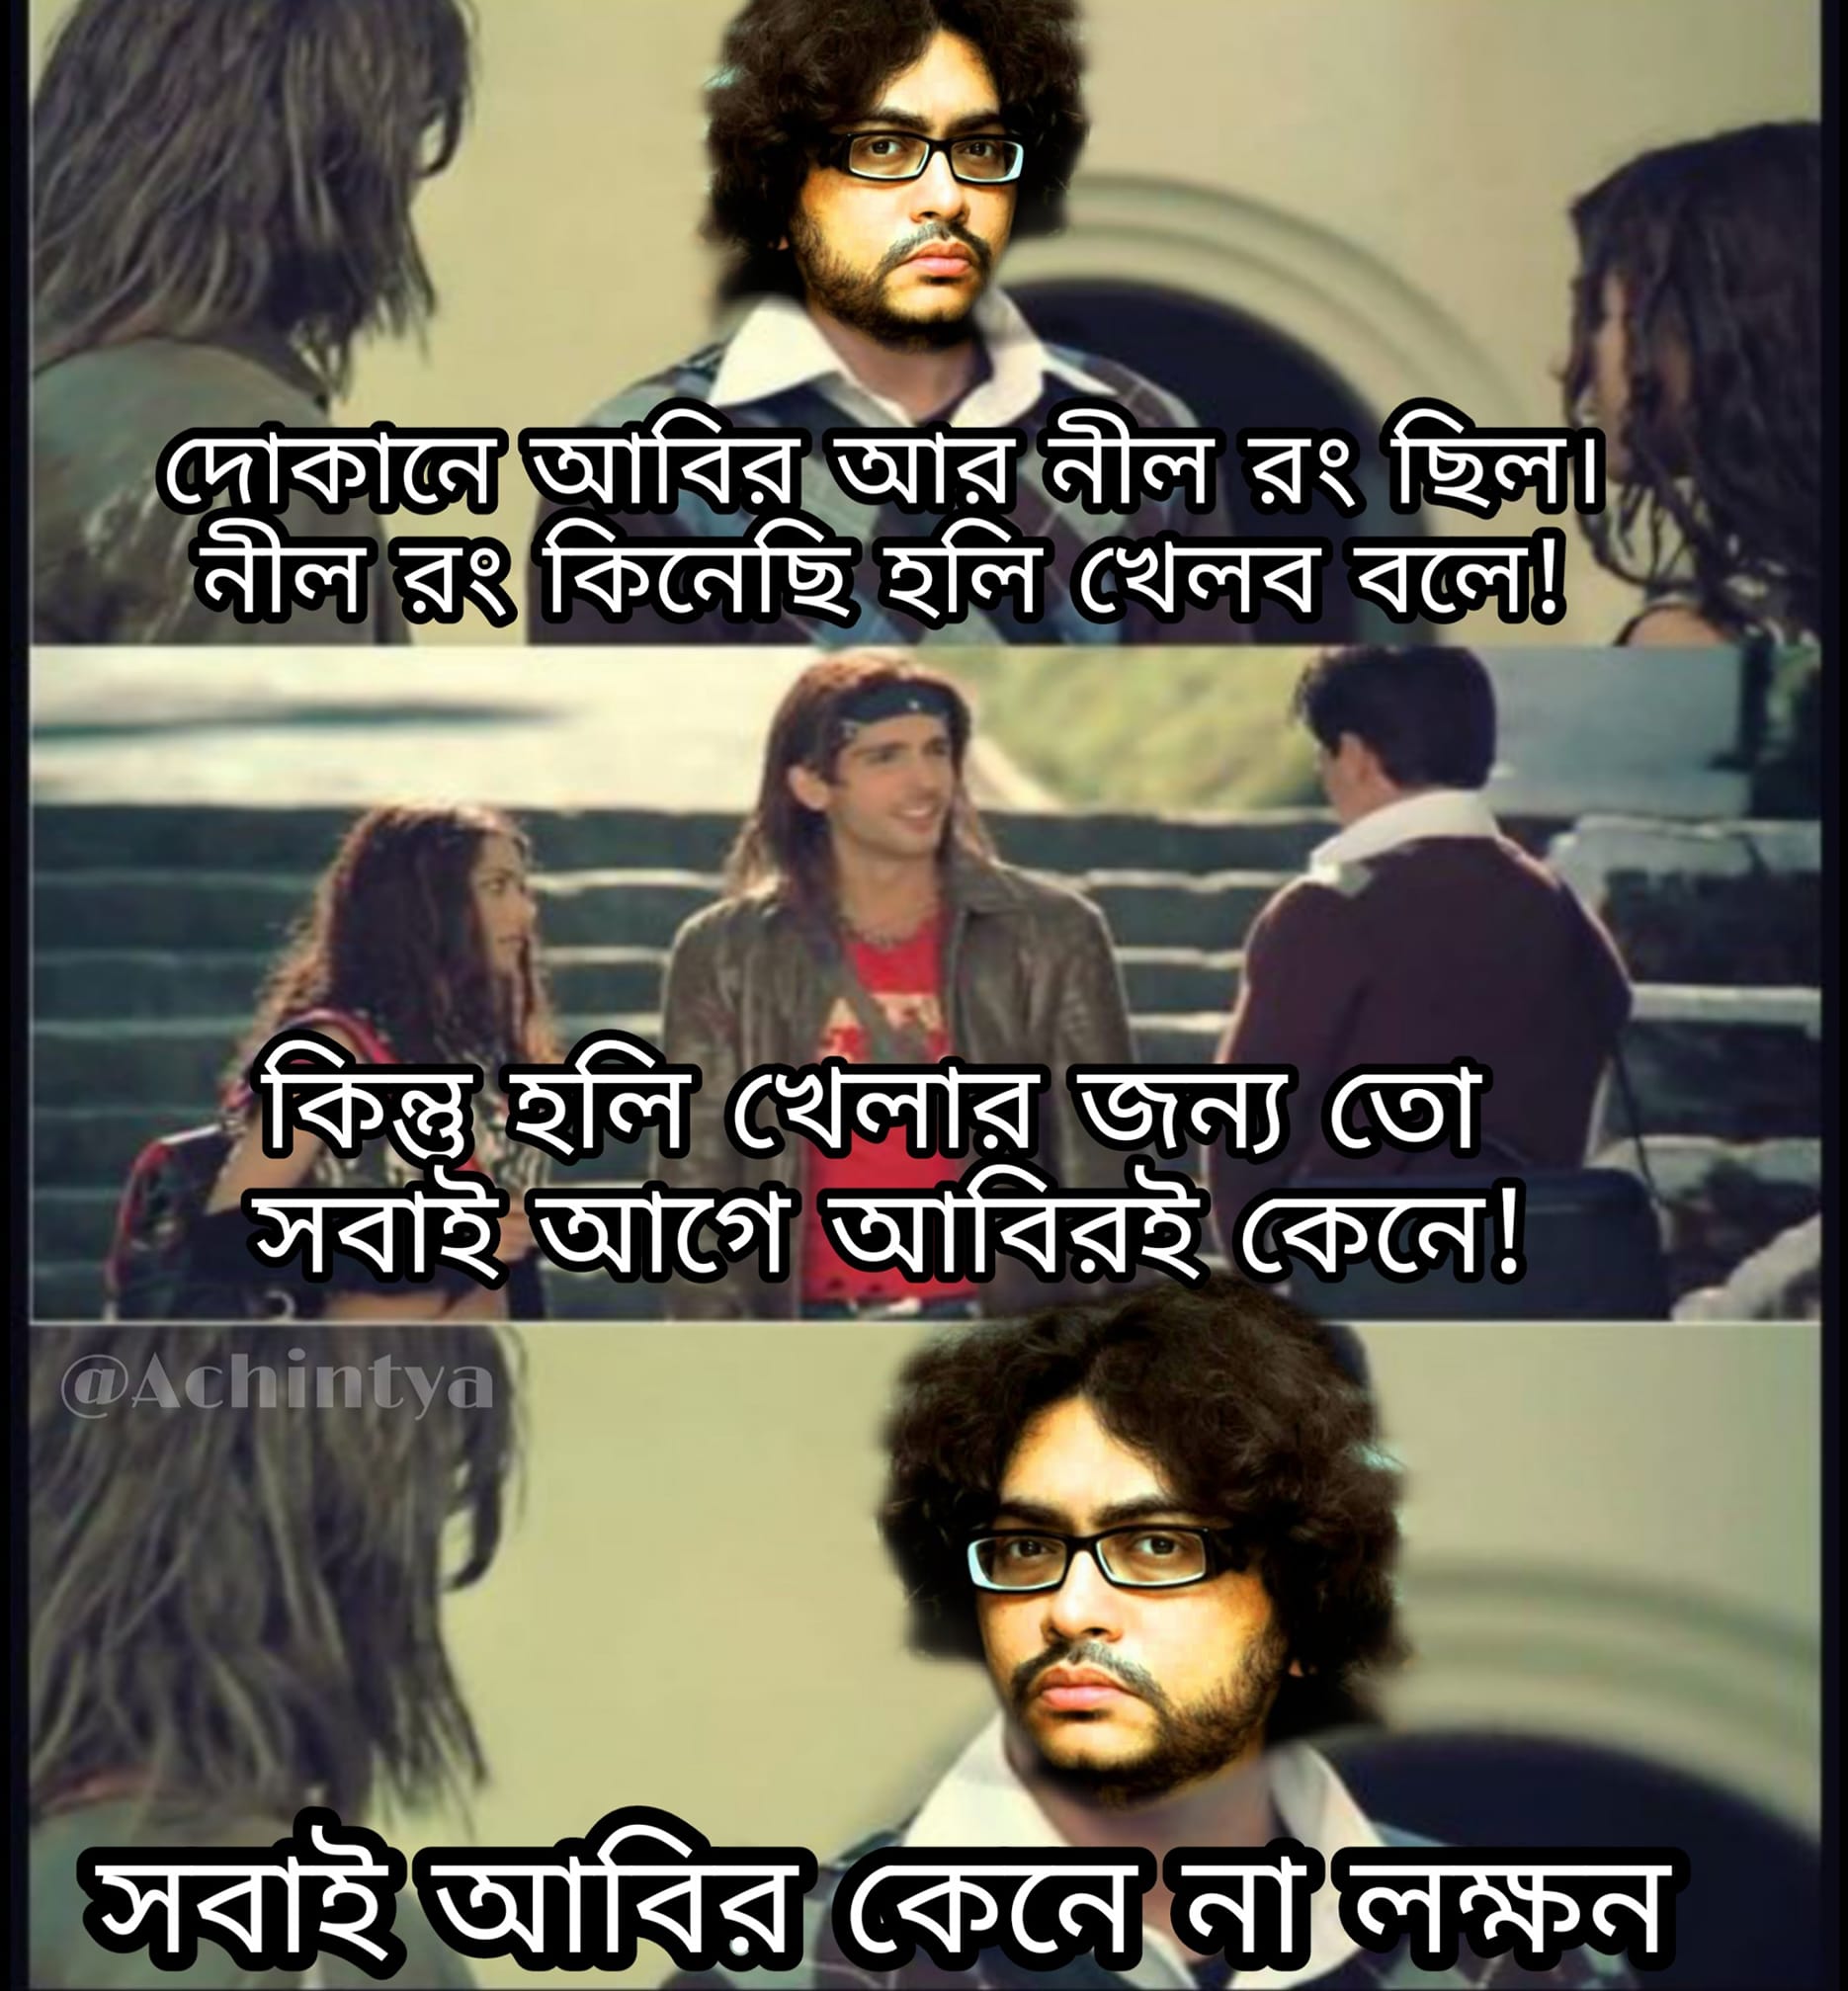 দোকানে আবির আর নীল রং ছিল।
নীল রং কিনেছি হলি খেলব বলে!
কিন্তু হলি খেলার জন্য তো
সবাই আগে আবিরই কেনে!
@Achintya
সবাই আবির কেনে না লক্ষন